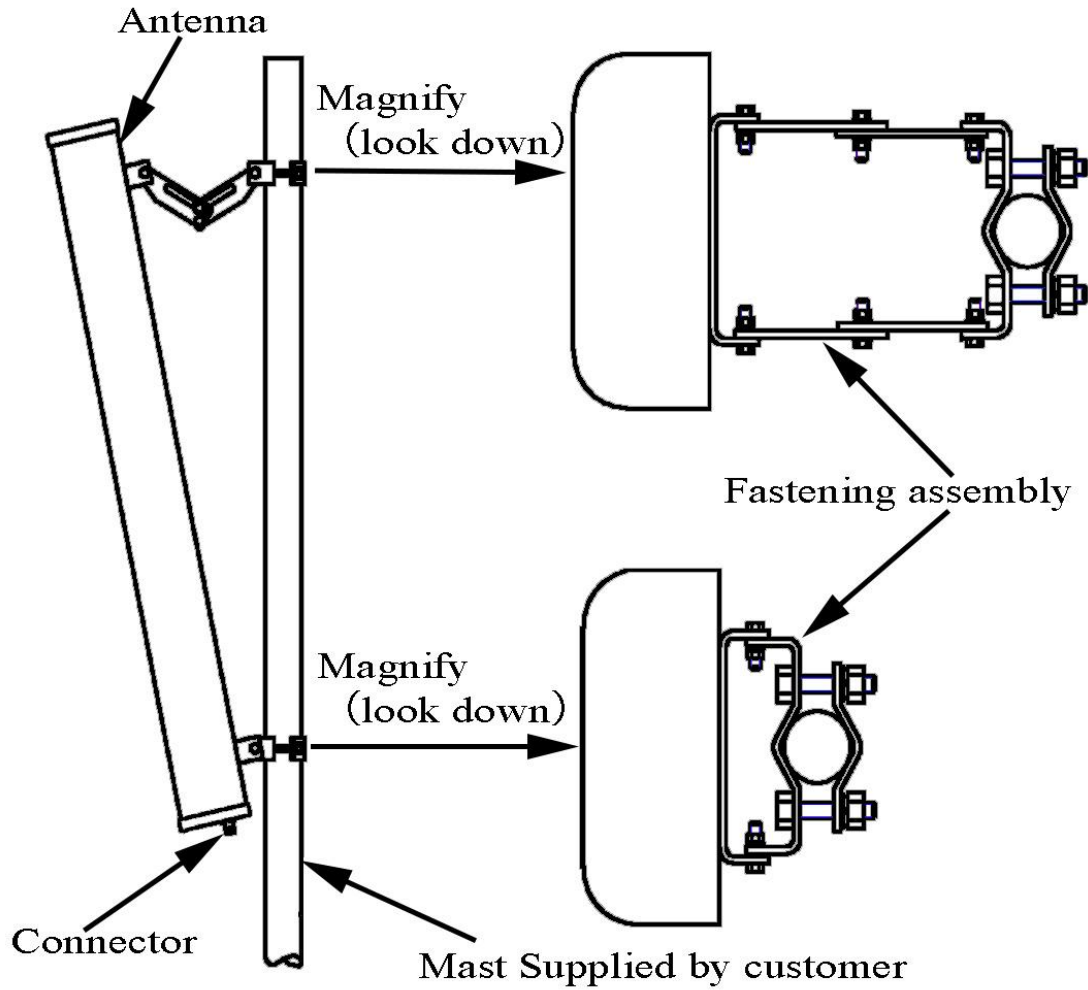 Antenna
Magnify
（look down）
Fastening assembly
Magnify
（look down）
Connector
Mast Supplied by customer